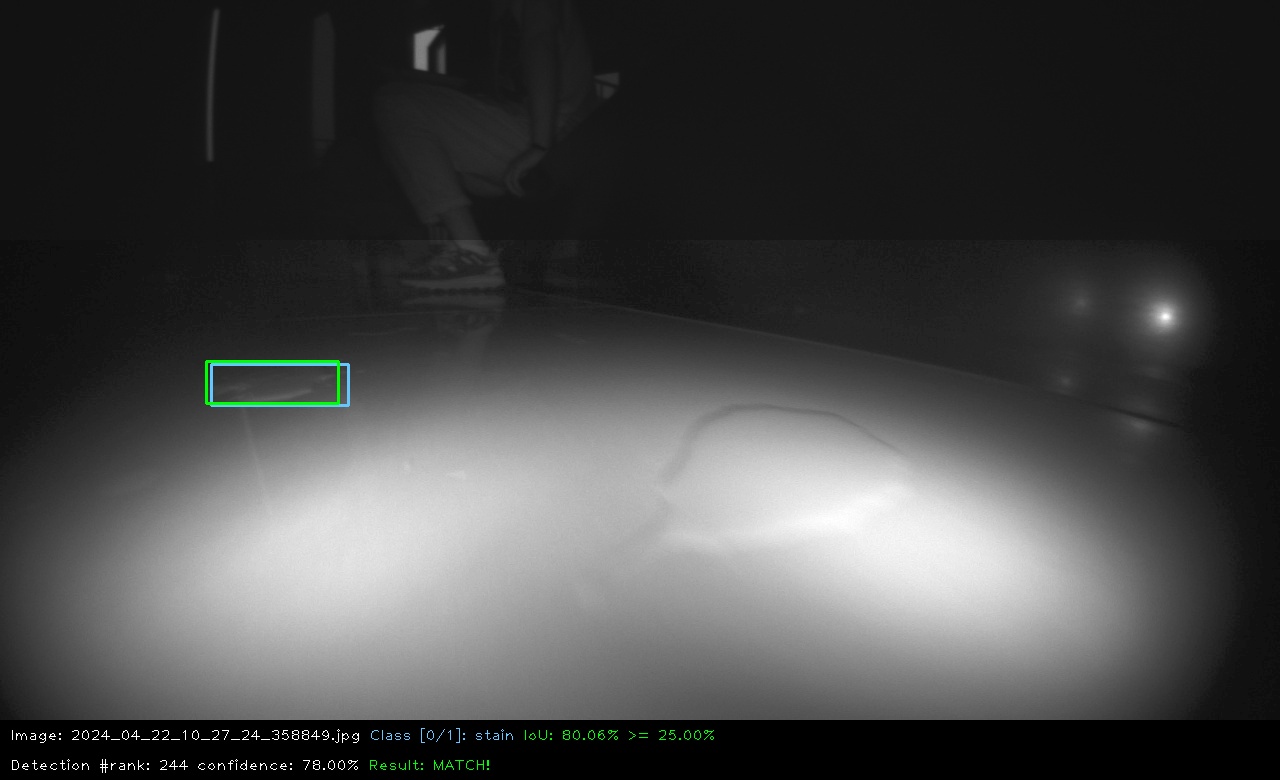 Image: 2024_04_22_10_27_24_358849.jpg Class [0/1]: stain IoU: 80.06% >= 25.00%
Detection #rank: 244 confidence: 78.00% Result: MATCH!